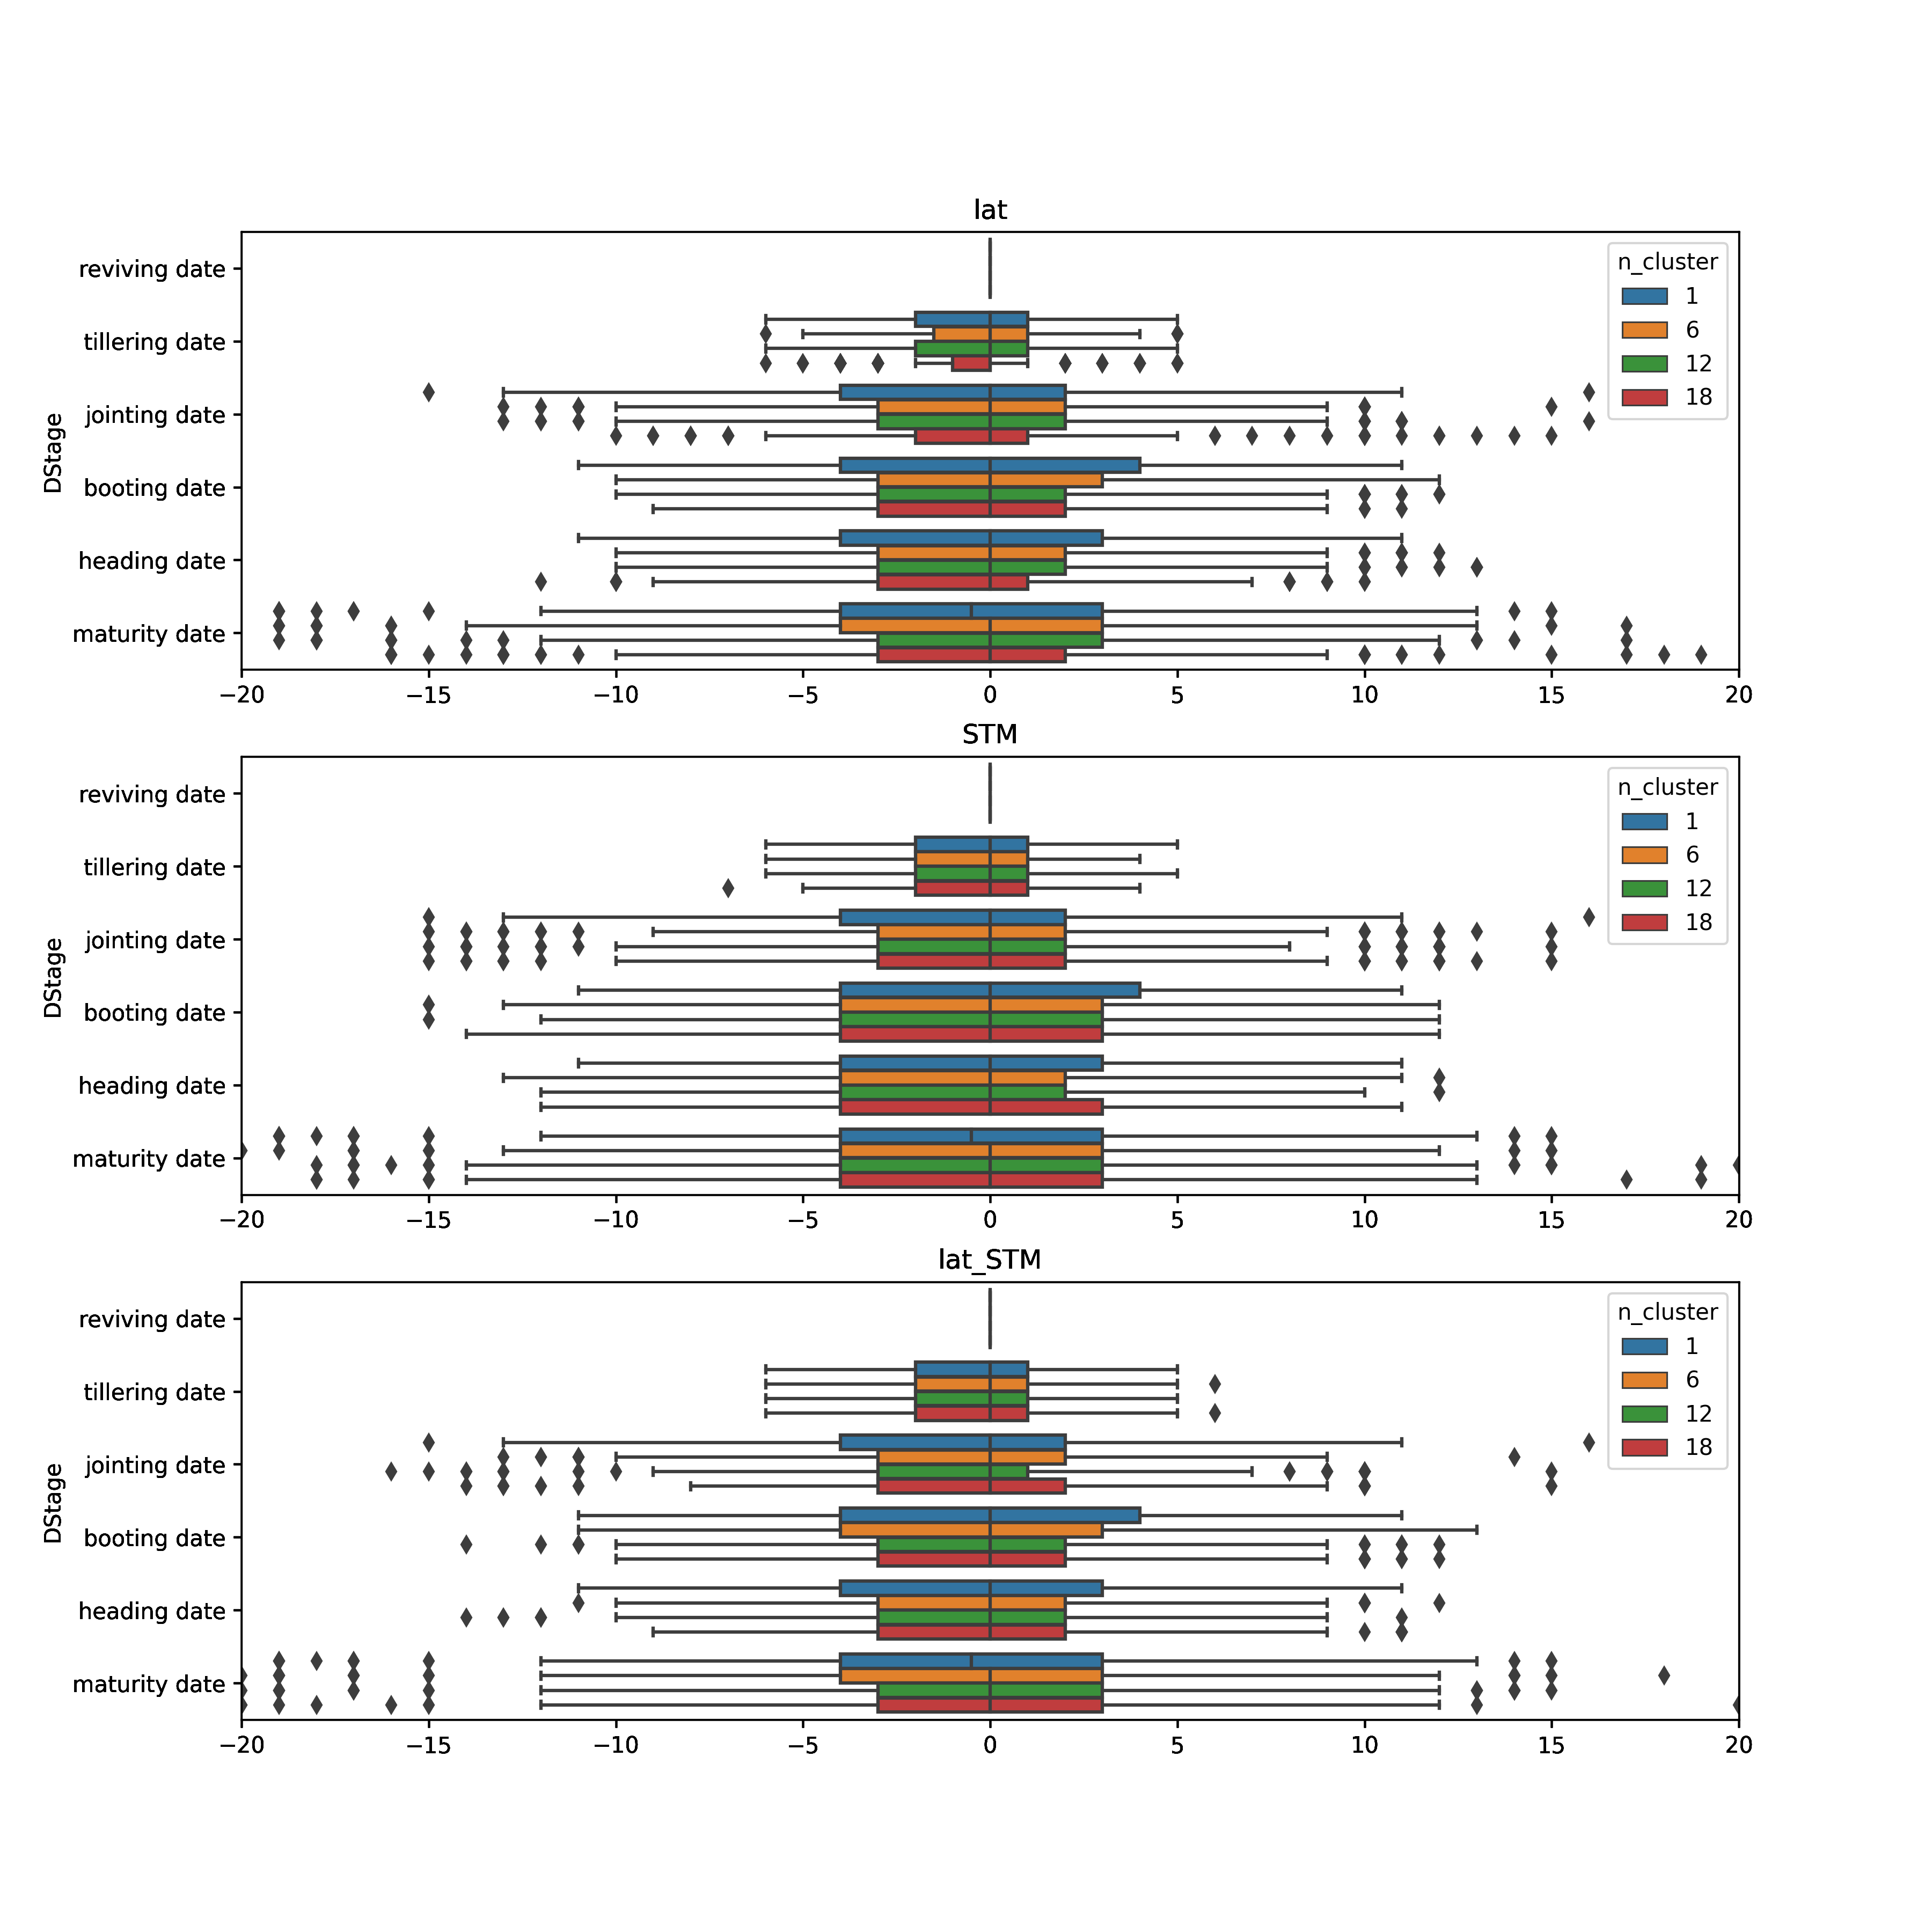 lat
reviving date
tillering date
jointing date
booting date
heading date
maturity date
DStage
n_cluster
1
6
12
18
−20 −15 −10 −5 0 5 10 15 20
STM
reviving date
tillering date
jointing date
booting date
heading date
maturity date
DStage
n_cluster
1
6
12
18
−20 −15 −10 −5 0 5 10 15 20
lat_STM
reviving date
tillering date
jointing date
booting date
heading date
maturity date
DStage
n_cluster
1
6
12
18
−20 −15 −10 −5 0 5 10 15 20